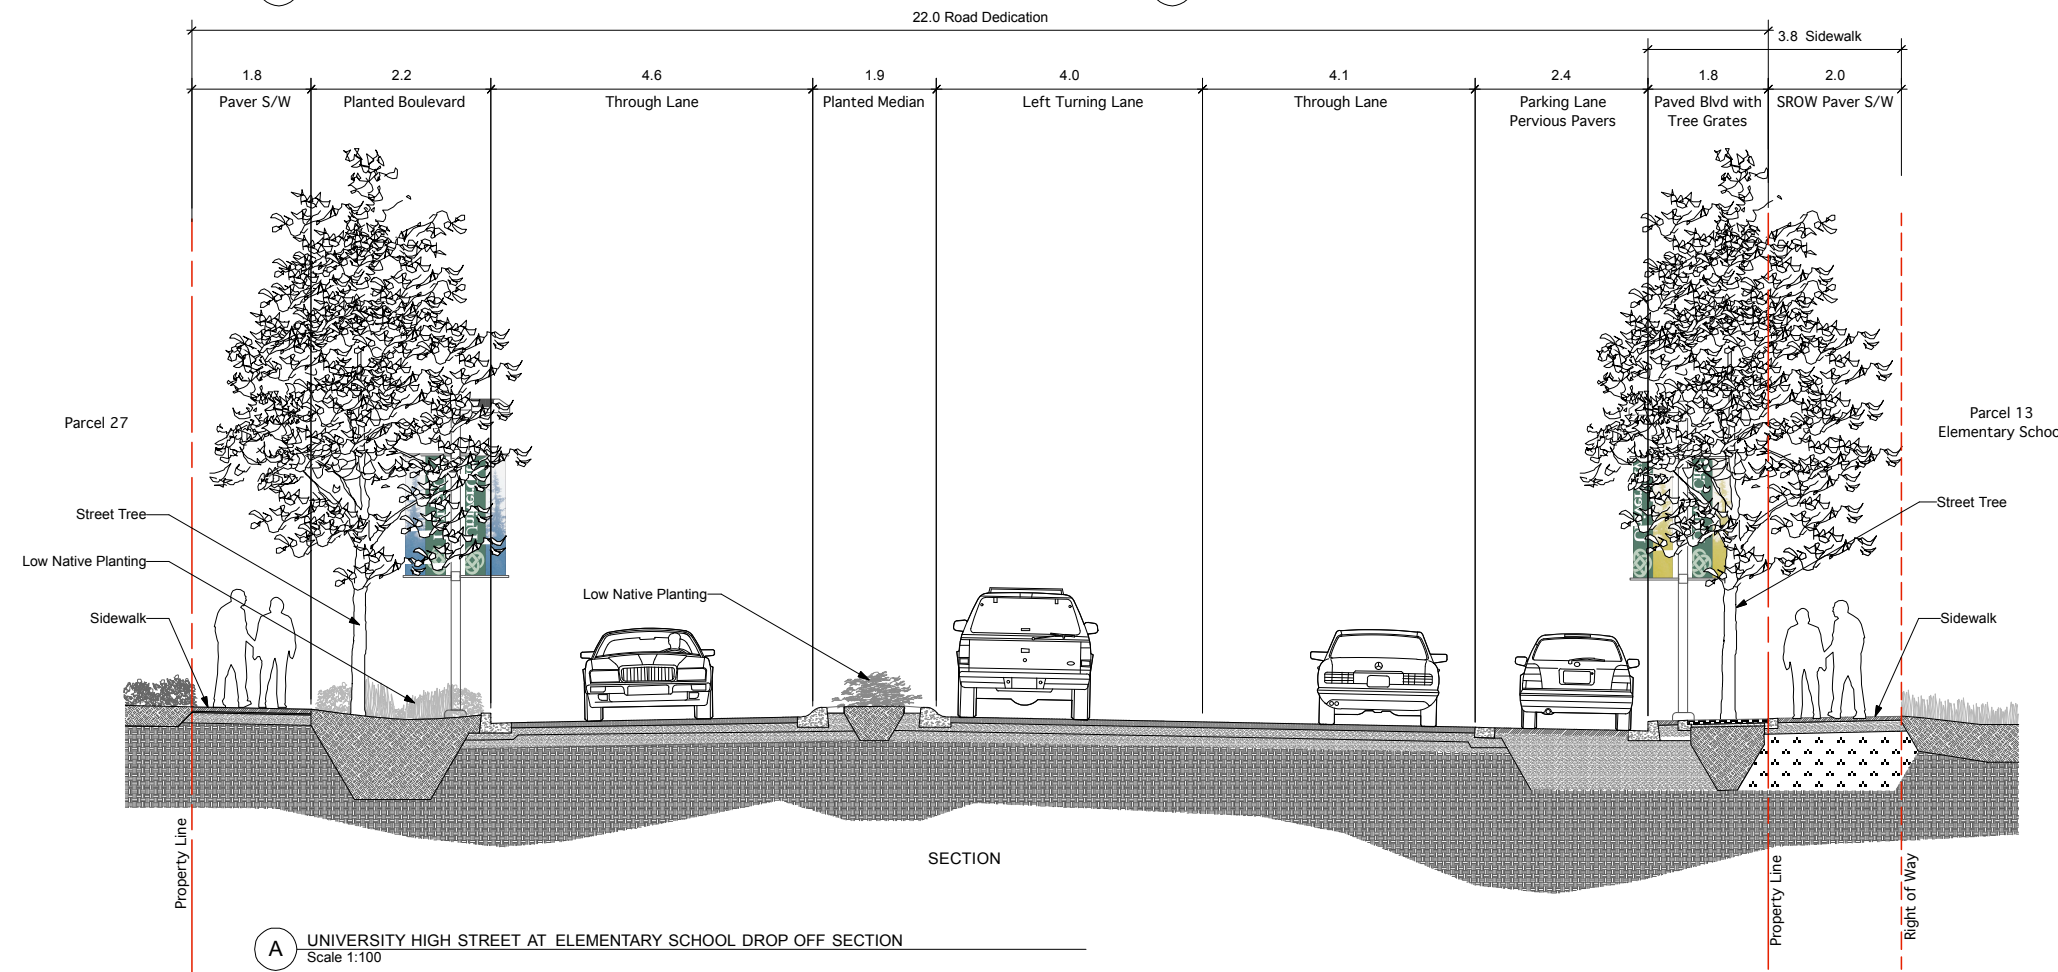 22.0 Road Dedication
3.8 Sidewalk
1.8
2.2
4.6
1.9
4.0
4.1
2.4
1.8
2.0
Paver S/W
Planted Boulevard
Through Lane
Planted Median
Left Turning Lane
Through Lane
Parking Lane
Pervious Pavers
Paved Blvd with
Tree Grates
SROW Paver S/W
Parcel 27
Parcel 13
Elementary Schoo
Street Tree
Low Native Planting
Sidewalk
Low Native Planting
Street Tree
Sidewalk
Property Line
SECTION
Property Line
Right of Way
A
UNIVERSITY HIGH STREET AT ELEMENTARY SCHOOL DROP OFF SECTION
Scale 1:100